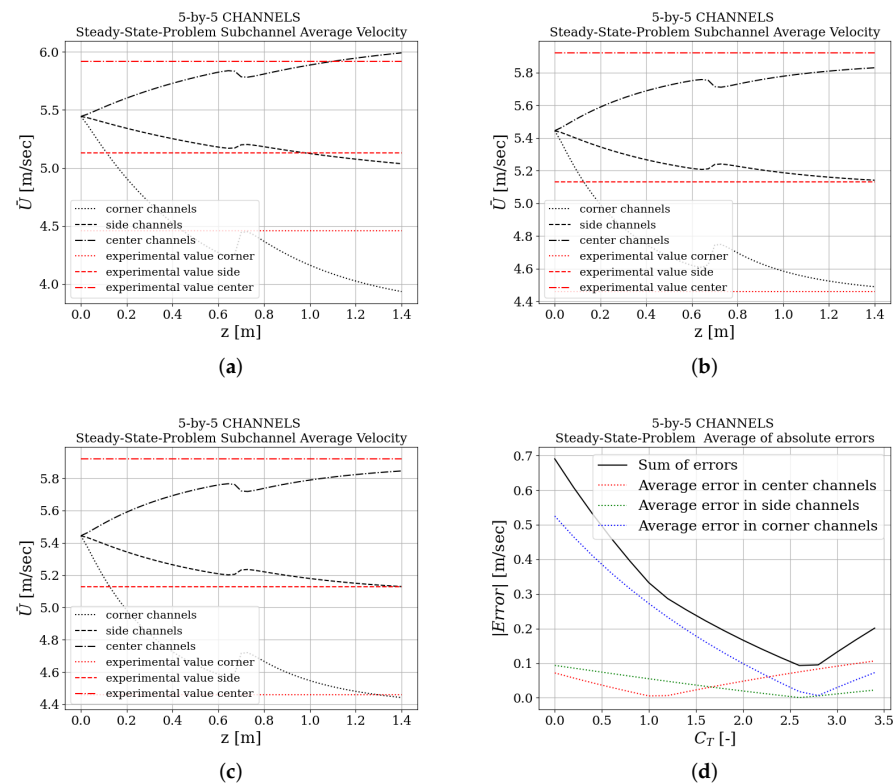 5-by-5 CHANNELS
Steady-State-Problem Subchannel Average Velocity
6.0
5.5
5.0
4.5
4.0
Ū [m/sec]
corner channels
side channels
center channels
experimental value corner
experimental value side
experimental value center
0.0 0.2 0.4 0.6 0.8 1.0 1.2 1.4
z [m]
(a)
5-by-5 CHANNELS
Steady-State-Problem Subchannel Average Velocity
5.8
5.6
5.4
5.2
5.0
4.8
4.6
4.4
Ū [m/sec]
corner channels
side channels
center channels
experimental value corner
experimental value side
experimental value center
0.0 0.2 0.4 0.6 0.8 1.0 1.2 1.4
z [m]
(b)
5-by-5 CHANNELS
Steady-State-Problem Subchannel Average Velocity
5.8
5.6
5.4
5.2
5.0
4.8
4.6
4.4
Ū [m/sec]
corner channels
side channels
center channels
experimental value corner
experimental value side
experimental value center
0.0 0.2 0.4 0.6 0.8 1.0 1.2 1.4
z [m]
(c)
5-by-5 CHANNELS
Steady-State-Problem Average of absolute errors
0.7
0.6
0.5
0.4
0.3
0.2
0.1
0.0
|Error| [m/sec]
Sum of errors
Average error in center channels
Average error in side channels
Average error in corner channels
0.0 0.5 1.0 1.5 2.0 2.5 3.0 3.5
C_T [-]
(d)